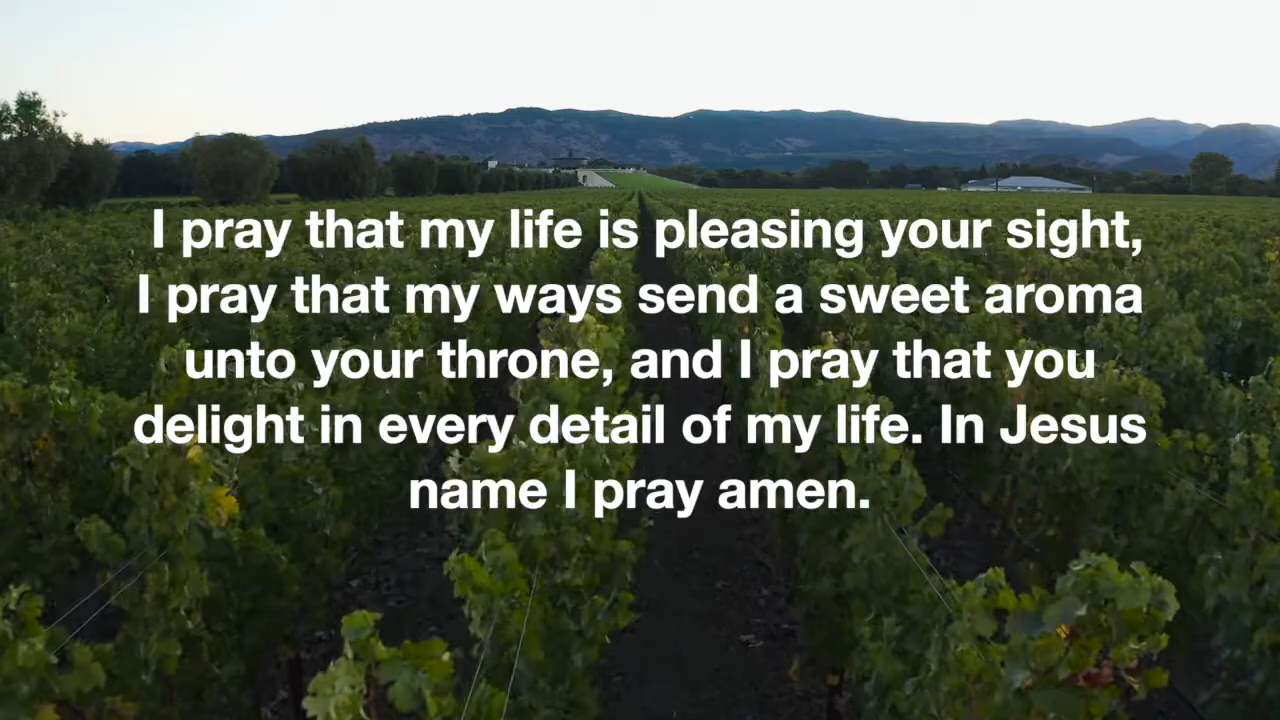 I pray that my life is pleasing your sight,
I pray that my ways send a sweet aroma
unto your throne, and I pray that you
delight in every detail of my life. In Jesus
name I pray amen.